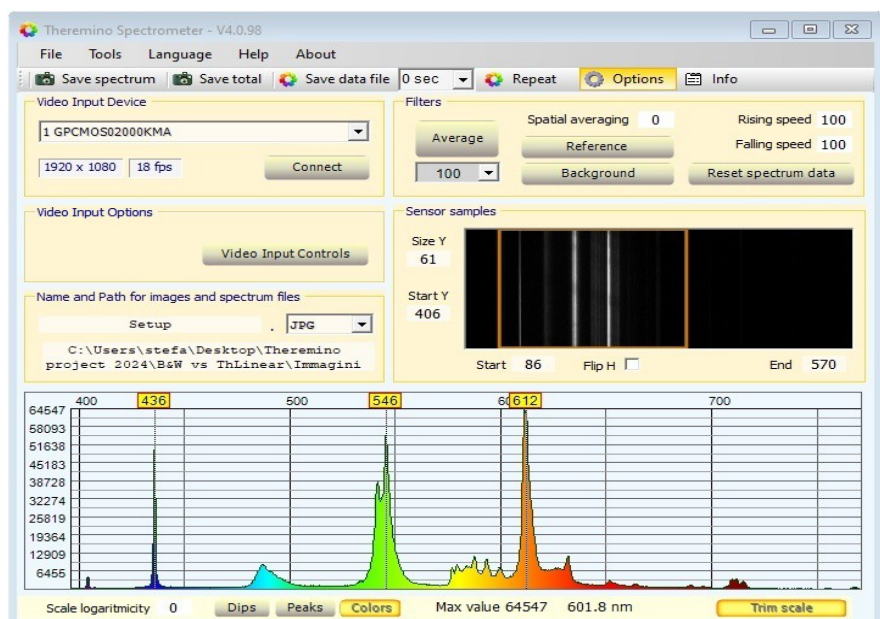 Theremino Spectrometer - V4.0.98
File Tools Language Help About
Save spectrum Save total Save data file 0 sec Repeat Options Info
Video Input Device
1 GPCMOS02000KMA
1920 x 1080 18 fps Connect
Filters
Spatial averaging 0 Rising speed 100
Average Reference Falling speed 100
100 Background Reset spectrum data
Video Input Options
Video Input Controls
Sensor samples
Size Y
61
Start Y
406
Start 86 Flip H End 570
Name and Path for images and spectrum files
Setup . JPG
C:\Users\stefa\Desktop\Theremino
project 2024\B&W vs ThLinear\Immagini
400 436 500 546 60 612 700
64547
58093
51638
45183
38728
32274
25819
19364
12909
6455
Scale logaritmicity 0 Dips Peaks Colors Max value 64547 601.8 nm Trim scale